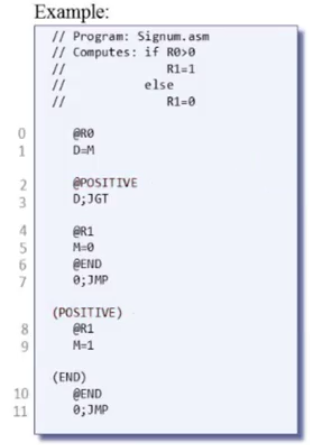 Example:
// Program: Signum.asm
// Computes: if R0>0
//              R1=1
//           else
//              R1=0
0 @R0
1 D=M
2 @POSITIVE
3 D;JGT
4 @R1
5 M=0
6 @END
7 0;JMP
(POSITIVE)
8 @R1
9 M=1
(END)
10 @END
11 0;JMP